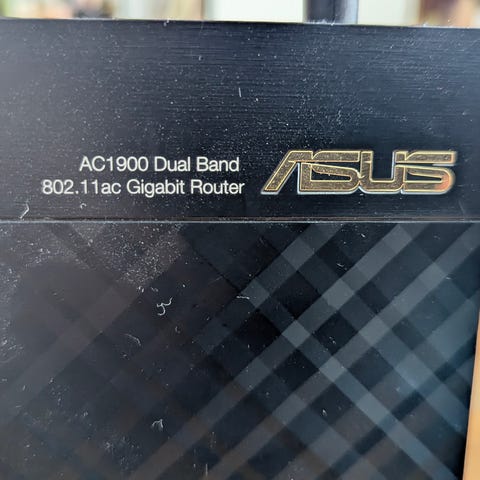 AC1900 Dual Band
802.11ac Gigabit Router
ASUS